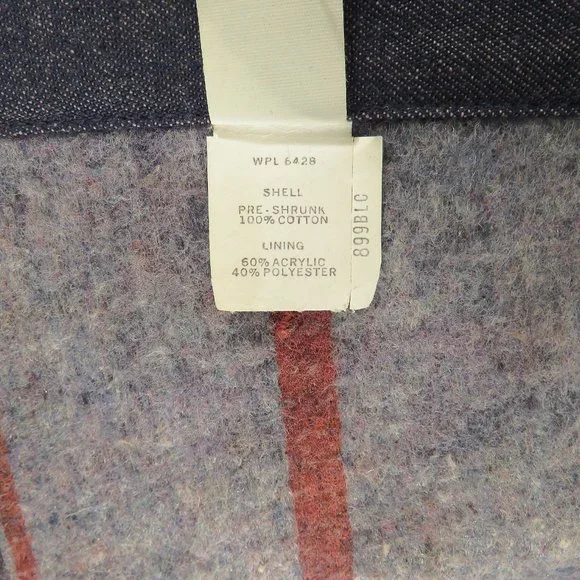 WPL 6428
SHELL
PRE-SHRUNK
100% COTTON
LINING
60% ACRYLIC
40% POLYESTER
899BLC